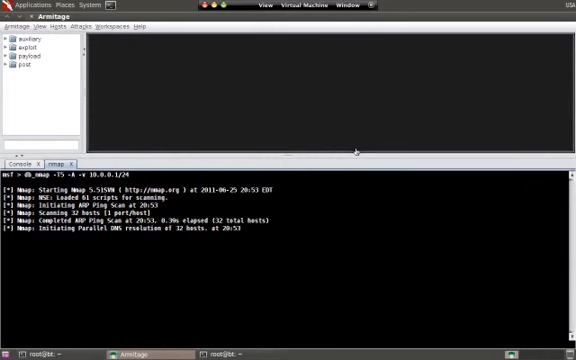 Applications Places System
View Virtual Machine Window
USA
Armitage
Armitage View Hosts Attacks Workspaces Help
auxiliary
exploit
payload
post
Console X nmap X
msf > db_nmap -T5 -A -v 10.0.0.1/24
[*] Nmap: Starting Nmap 5.51SVN ( http://nmap.org ) at 2011-06-25 20:53 EDT
[*] Nmap: NSE: Loaded 61 scripts for scanning.
[*] Nmap: Initiating ARP Ping Scan at 20:53
[*] Nmap: Scanning 32 hosts [1 port/host]
[*] Nmap: Completed ARP Ping Scan at 20:53, 0.39s elapsed (32 total hosts)
[*] Nmap: Initiating Parallel DNS resolution of 32 hosts. at 20:53
root@bt: ~ Armitage root@bt: ~